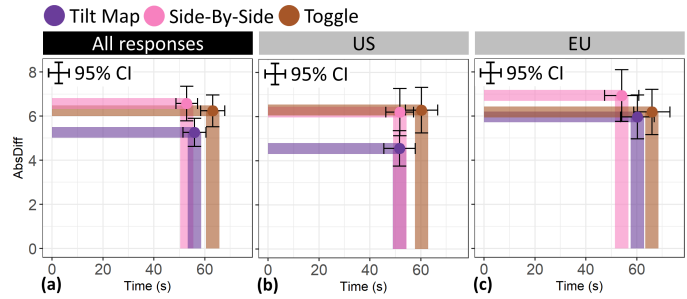 Tilt Map Side-By-Side Toggle
All responses US EU
8 95% CI 95% CI 95% CI
6
4
2
0
AbsDiff
0 20 40 60 0 20 40 60 0 20 40 60
(a) Time (s) (b) Time (s) (c) Time (s)